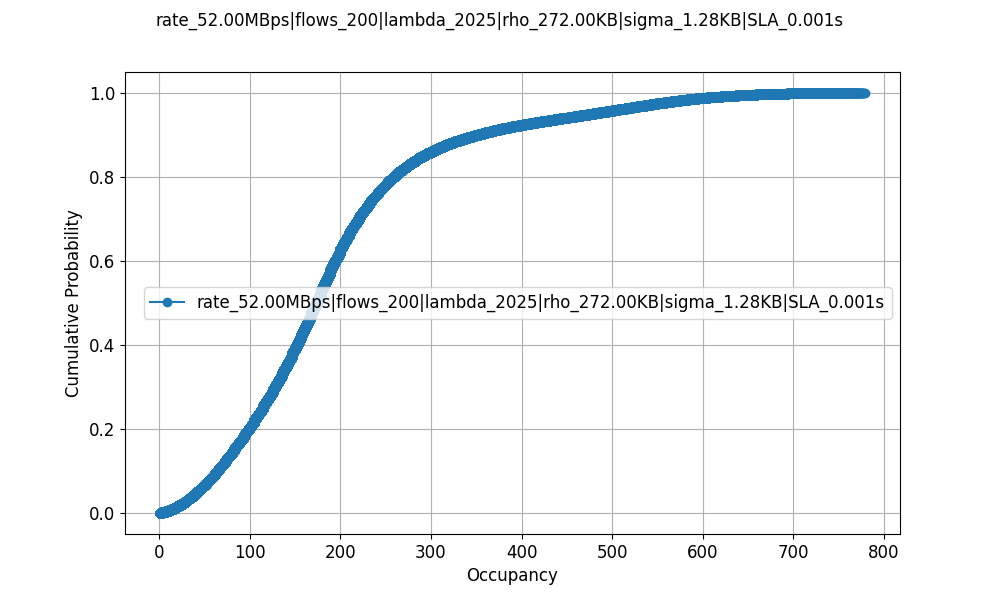 rate_52.00MBps|flows_200|lambda_2025|rho_272.00KB|sigma_1.28KB|SLA_0.001s
1.0
0.8
0.6
0.4
0.2
0.0
Cumulative Probability
rate_52.00MBps|flows_200|lambda_2025|rho_272.00KB|sigma_1.28KB|SLA_0.001s
0 100 200 300 400 500 600 700 800
Occupancy